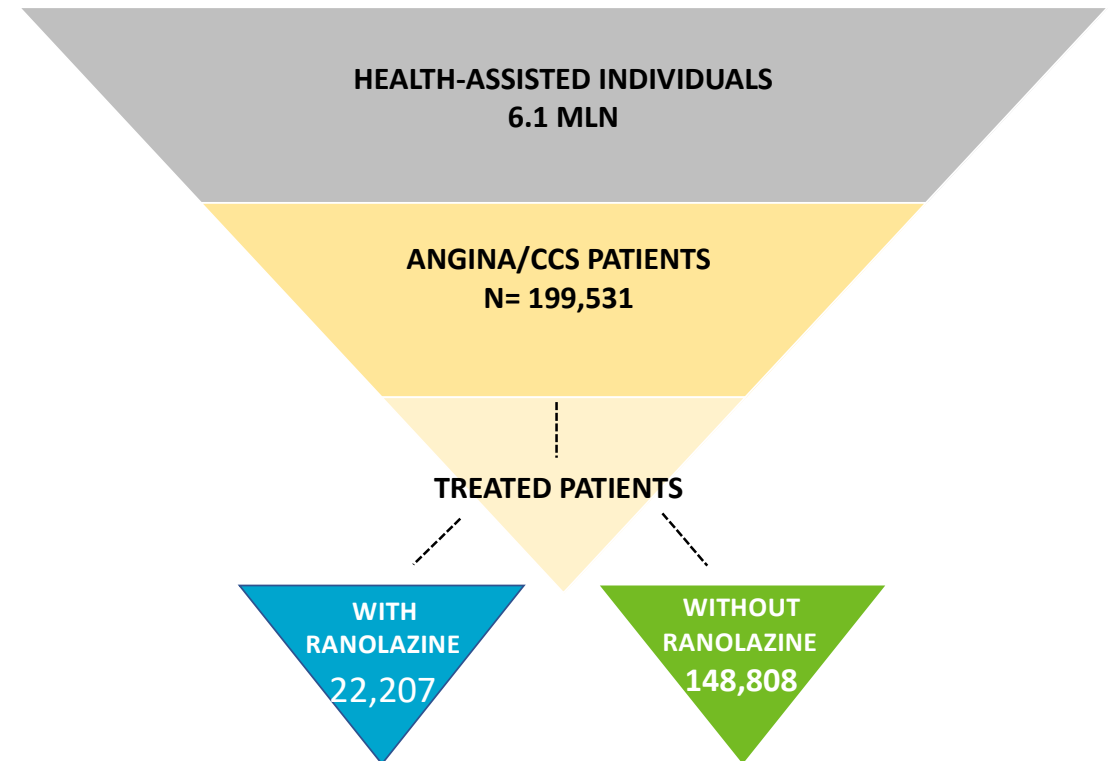 HEALTH-ASSISTED INDIVIDUALS
6.1 MLN
ANGINA/CCS PATIENTS
N= 199,531
TREATED PATIENTS
WITH
RANOLAZINE
22,207
WITHOUT
RANOLAZINE
148,808